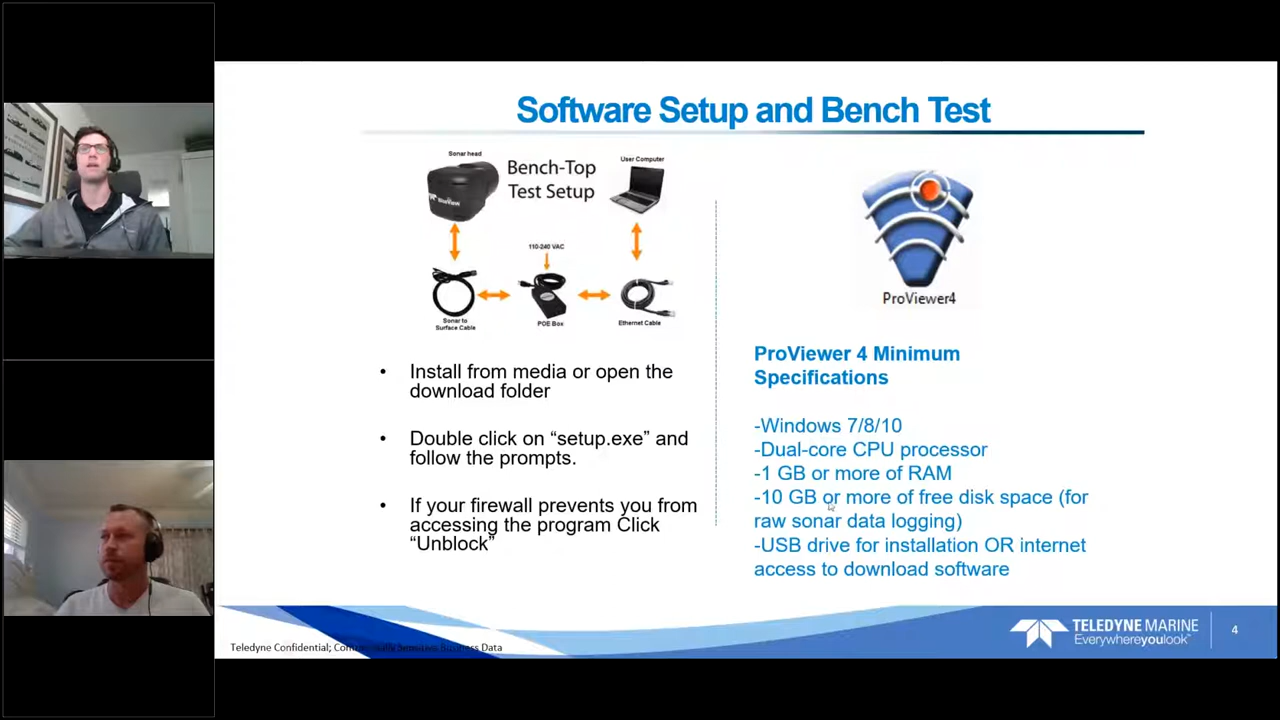 Software Setup and Bench Test
Sonar head
Bench-Top
Test Setup
User Computer
110-240 VAC
Sonar to
Surface Cable
POE Box
Ethernet Cable
• Install from media or open the
download folder
• Double click on “setup.exe” and
follow the prompts.
• If your firewall prevents you from
accessing the program Click
“Unblock”
ProViewer4
ProViewer 4 Minimum
Specifications
-Windows 7/8/10
-Dual-core CPU processor
-1 GB or more of RAM
-10 GB or more of free disk space (for
raw sonar data logging)
-USB drive for installation OR internet
access to download software
Teledyne Confidential; Commercially Sensitive Business Data
TELEDYNE MARINE
Everywhereyoulook™
4